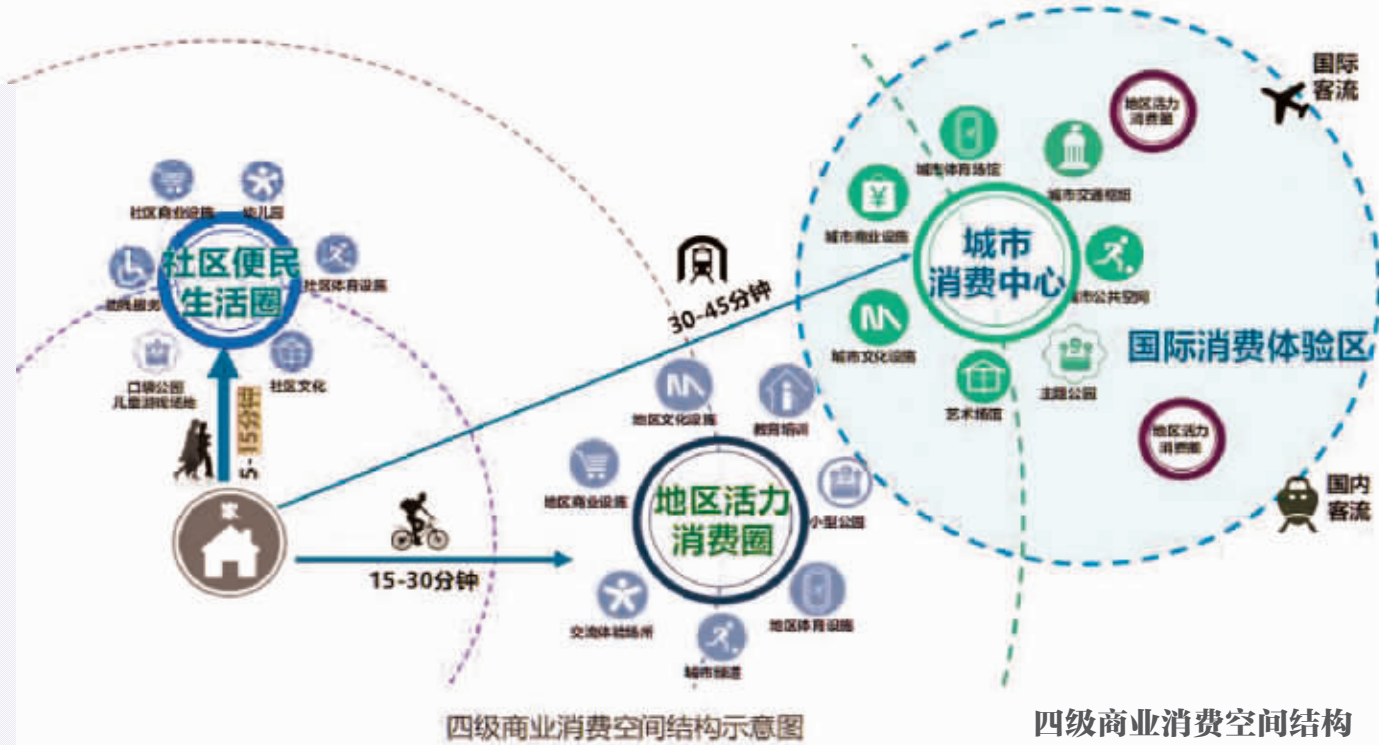 国际
客流
地区活力
消费圈
城市体育场馆
城市交通枢纽
社区商业设施
幼儿园
城市商业设施
城市
消费中心
社区便民
生活圈
社区体育设施
助残服务
城市公共空间
30-45分钟
国际消费体验区
城市文化设施
口袋公园
儿童游戏场地
社区文化
主题公园
艺术场馆
5-15分钟
地区文化设施
教育培训
地区活力
消费圈
地区商业设施
地区活力
消费圈
小型公园
国内
客流
家
15-30分钟
交流体验场所
地区体育设施
城市绿道
四级商业消费空间结构示意图
四级商业消费空间结构